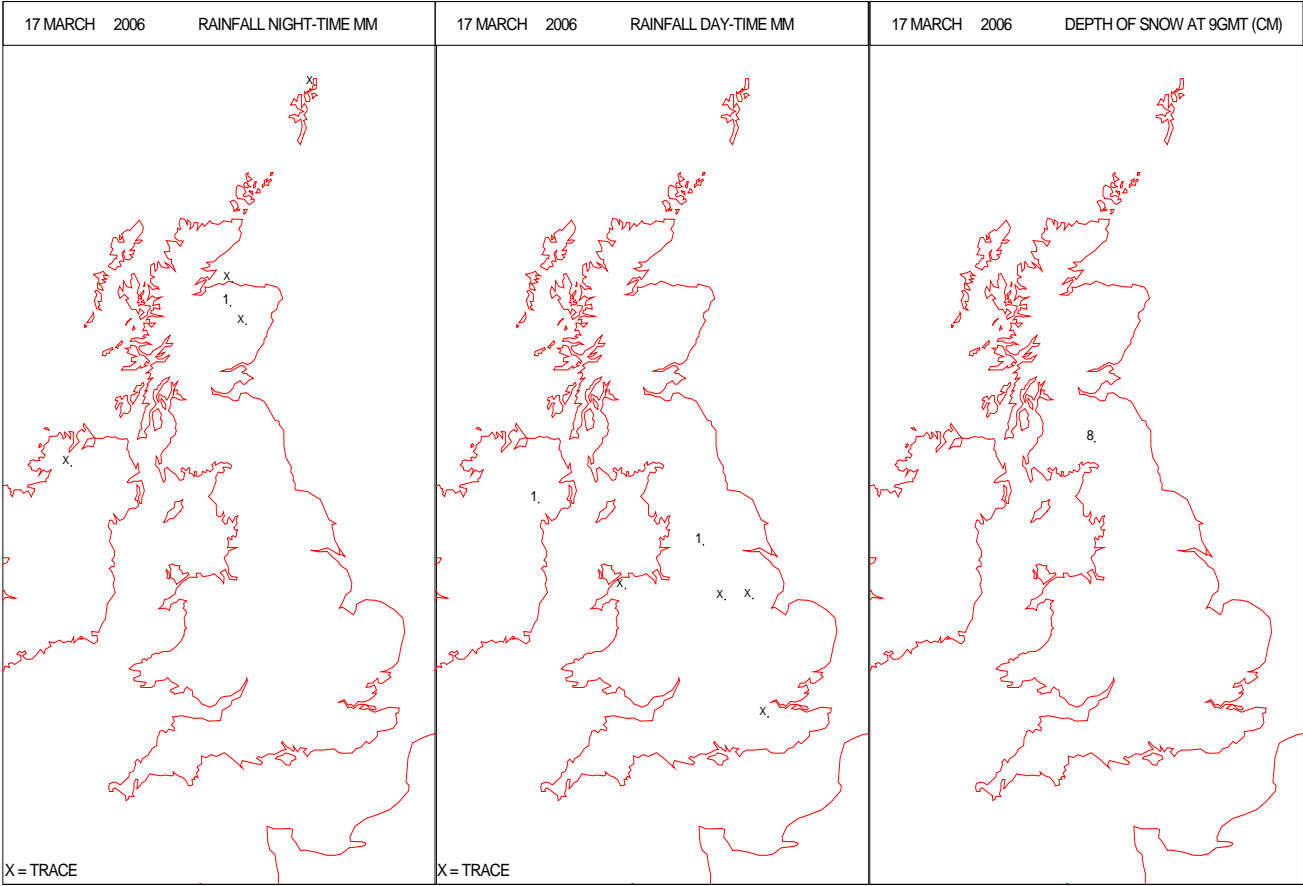 17 MARCH 2006 RAINFALL NIGHT-TIME MM
X
X.
1.
X.
X.
X = TRACE
17 MARCH 2006 RAINFALL DAY-TIME MM
1.
1.
X.
X. X.
X.
X = TRACE
17 MARCH 2006 DEPTH OF SNOW AT 9GMT (CM)
8.